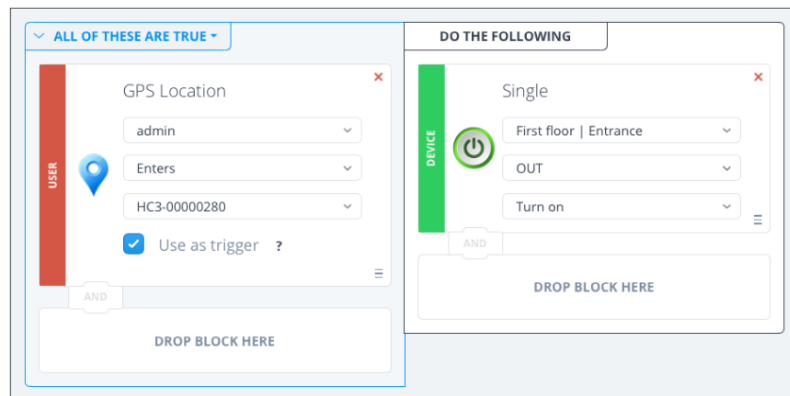 ALL OF THESE ARE TRUE
GPS Location
USER
admin
Enters
HC3-00000280
Use as trigger ?
AND
DROP BLOCK HERE
DO THE FOLLOWING
Single
DEVICE
First floor | Entrance
OUT
Turn on
AND
DROP BLOCK HERE